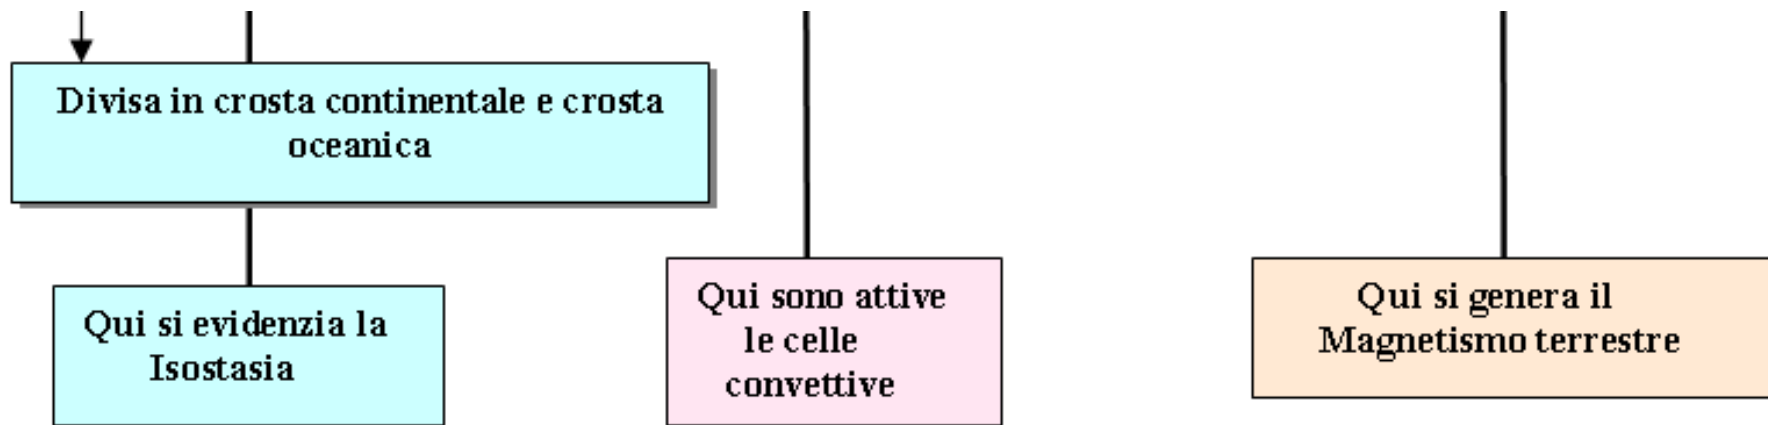 Divisa in crosta continentale e crosta
oceanica
Qui si evidenzia la
Isostasia
Qui sono attive
le celle
convettive
Qui si genera il
Magnetismo terrestre